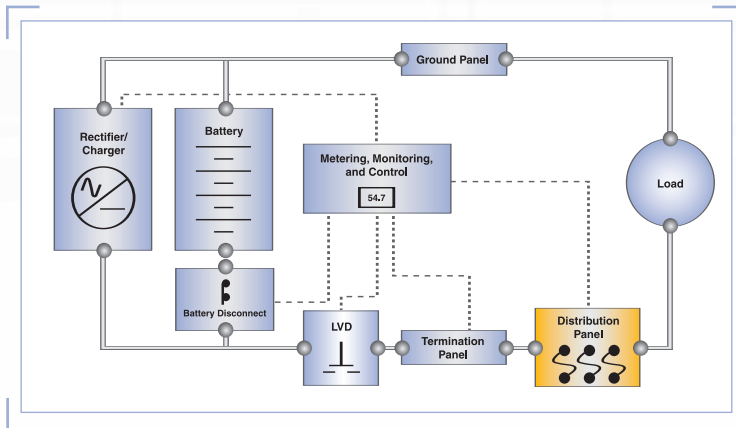 Ground Panel
Rectifier/
Charger
Battery
Metering, Monitoring,
and Control
54.7
Load
Battery Disconnect
LVD
Termination
Panel
Distribution
Panel